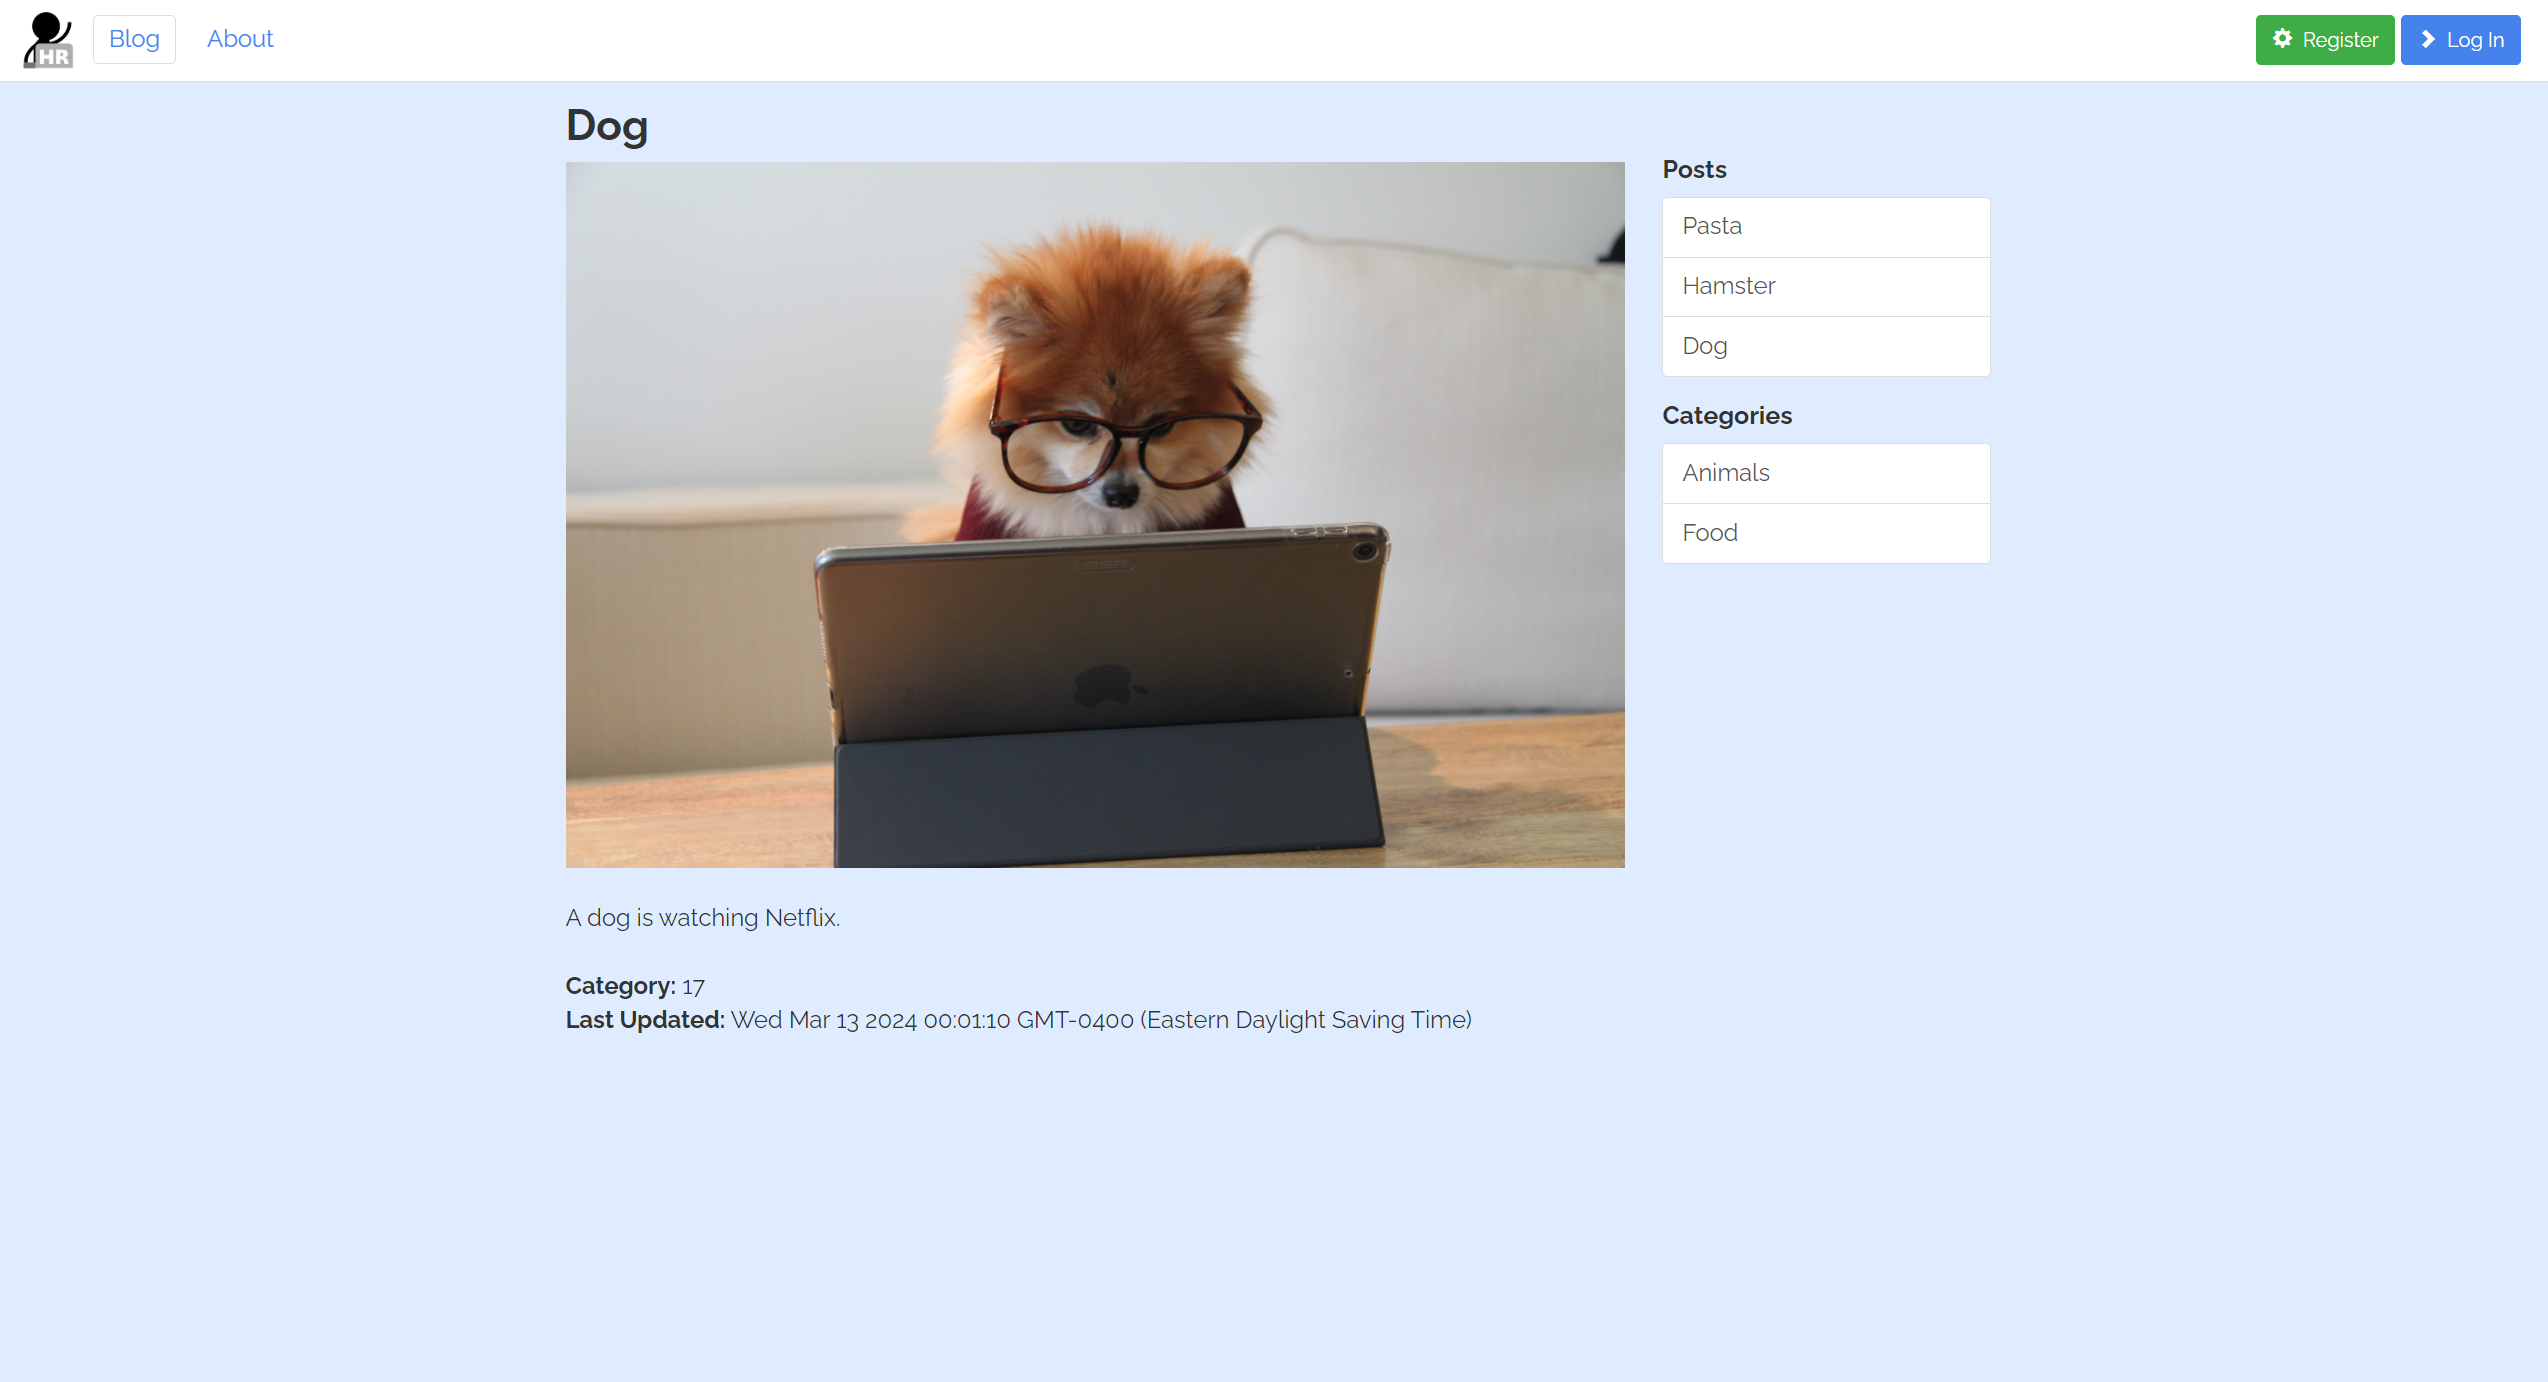 HR
Blog
About
Register
Log In
Dog
Posts
Pasta
Hamster
Dog
Categories
Animals
Food
A dog is watching Netflix.
Category: 17
Last Updated: Wed Mar 13 2024 00:01:10 GMT-0400 (Eastern Daylight Saving Time)